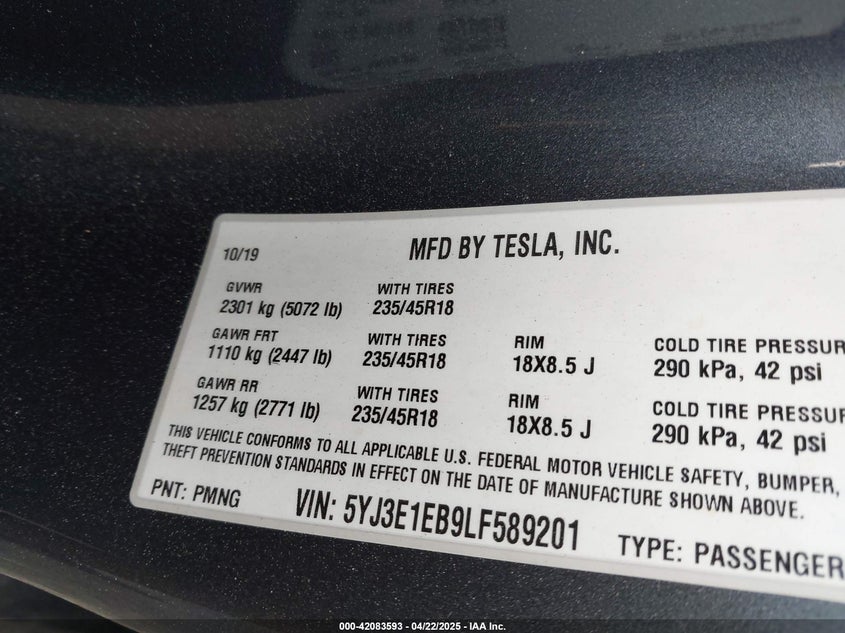 10/19 MFD BY TESLA, INC.
GVWR WITH TIRES
2301 kg (5072 lb) 235/45R18
GAWR FRT WITH TIRES RIM COLD TIRE PRESSUR
1110 kg (2447 lb) 235/45R18 18X8.5 J 290 kPa, 42 psi
GAWR RR WITH TIRES RIM COLD TIRE PRESSUR
1257 kg (2771 lb) 235/45R18 18X8.5 J 290 kPa, 42 psi
THIS VEHICLE CONFORMS TO ALL APPLICABLE U.S. FEDERAL MOTOR VEHICLE SAFETY, BUMPER,
THEFT PREVENTION STANDARDS IN EFFECT ON THE DATE OF MANUFACTURE SHOWN ABOVE.
PNT: PMNG VIN: 5YJ3E1EB9LF589201 TYPE: PASSENGER
000-42083593 - 04/22/2025 - IAA Inc.